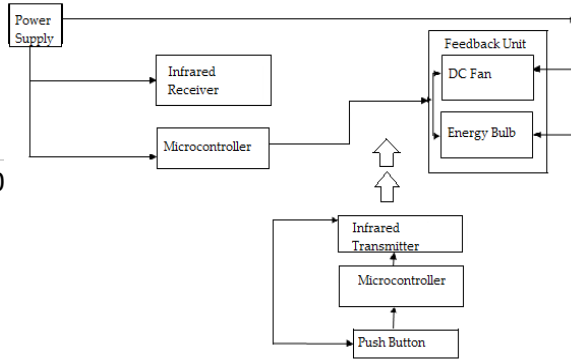 Power
Supply
Feedback Unit
Infrared
Receiver
DC Fan
Microcontroller
Energy Bulb
Infrared
Transmitter
Microcontroller
Push Button